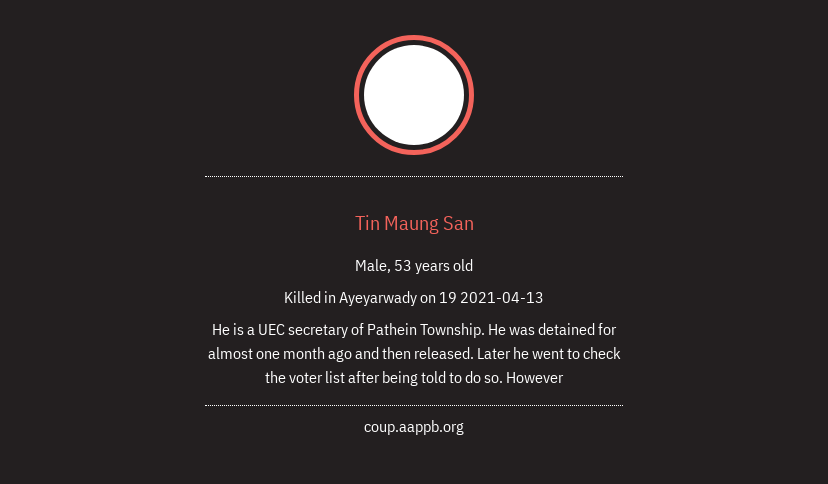 Tin Maung San
Male, 53 years old
Killed in Ayeyarwady on 19 2021-04-13
He is a UEC secretary of Pathein Township. He was detained for
almost one month ago and then released. Later he went to check
the voter list after being told to do so. However
coup.aappb.org